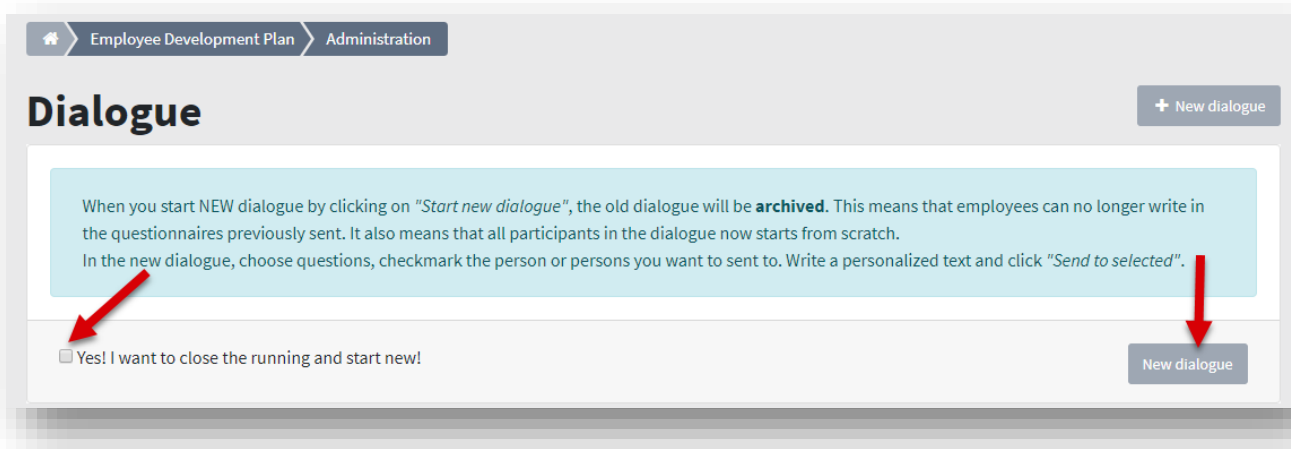 Employee Development Plan Administration
Dialogue
+ New dialogue
When you start NEW dialogue by clicking on "Start new dialogue", the old dialogue will be archived. This means that employees can no longer write in
the questionnaires previously sent. It also means that all participants in the dialogue now starts from scratch.
In the new dialogue, choose questions, checkmark the person or persons you want to sent to. Write a personalized text and click "Send to selected".
Yes! I want to close the running and start new!
New dialogue